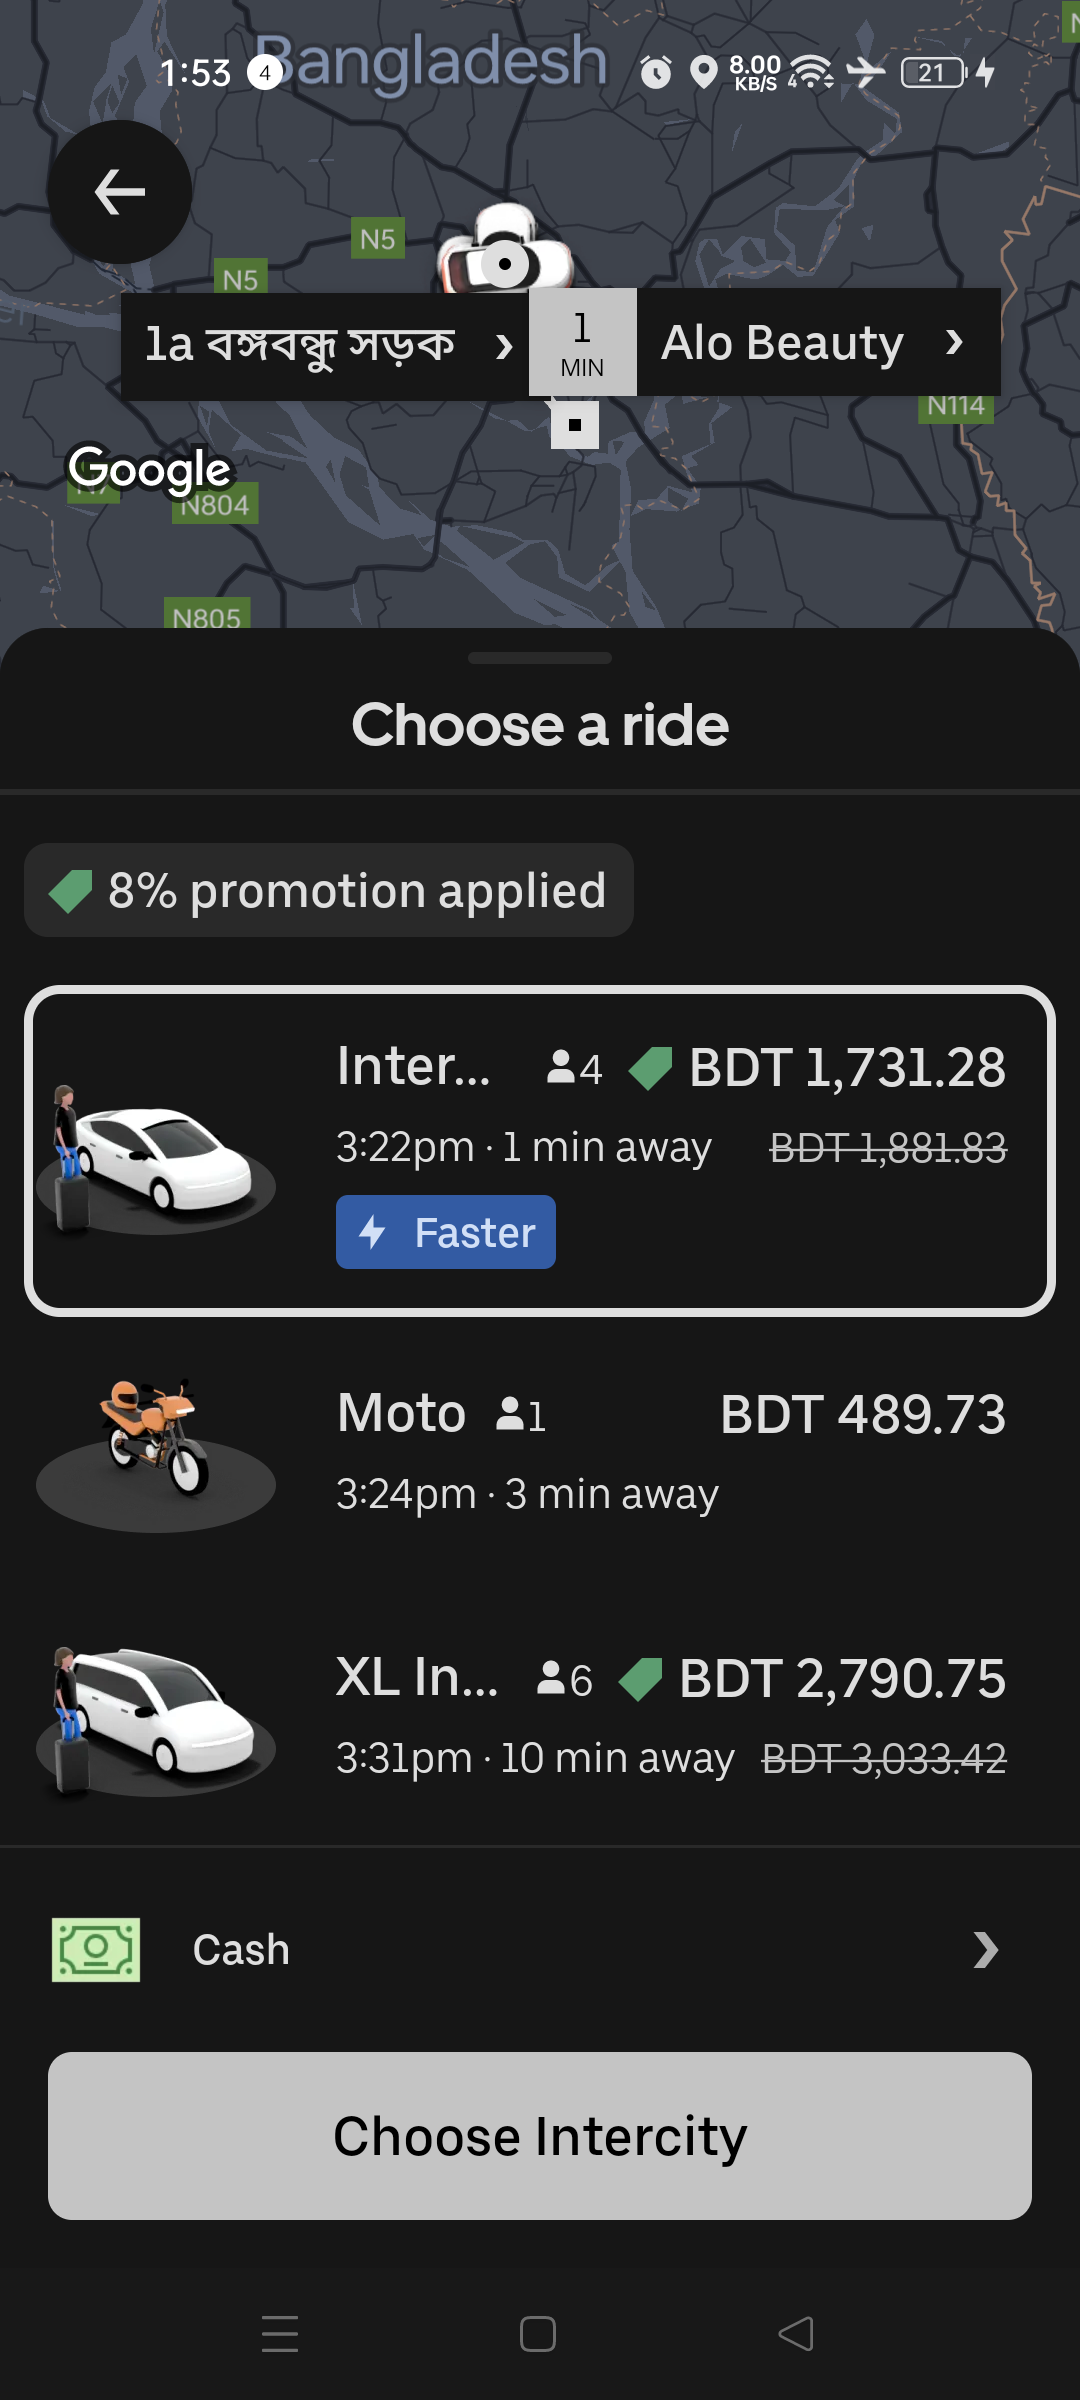 Bangladesh
1:53 4 8.00 KB/S 4 21
N5
N5
1a বঙ্গবন্ধু সড়ক
1 MIN
Alo Beauty
N114
Google
N804
N805
Choose a ride
8% promotion applied
Inter... 4 BDT 1,731.28
3:22pm · 1 min away BDT 1,881.83
Faster
Moto 1 BDT 489.73
3:24pm · 3 min away
XL In... 6 BDT 2,790.75
3:31pm · 10 min away BDT 3,033.42
Cash
Choose Intercity